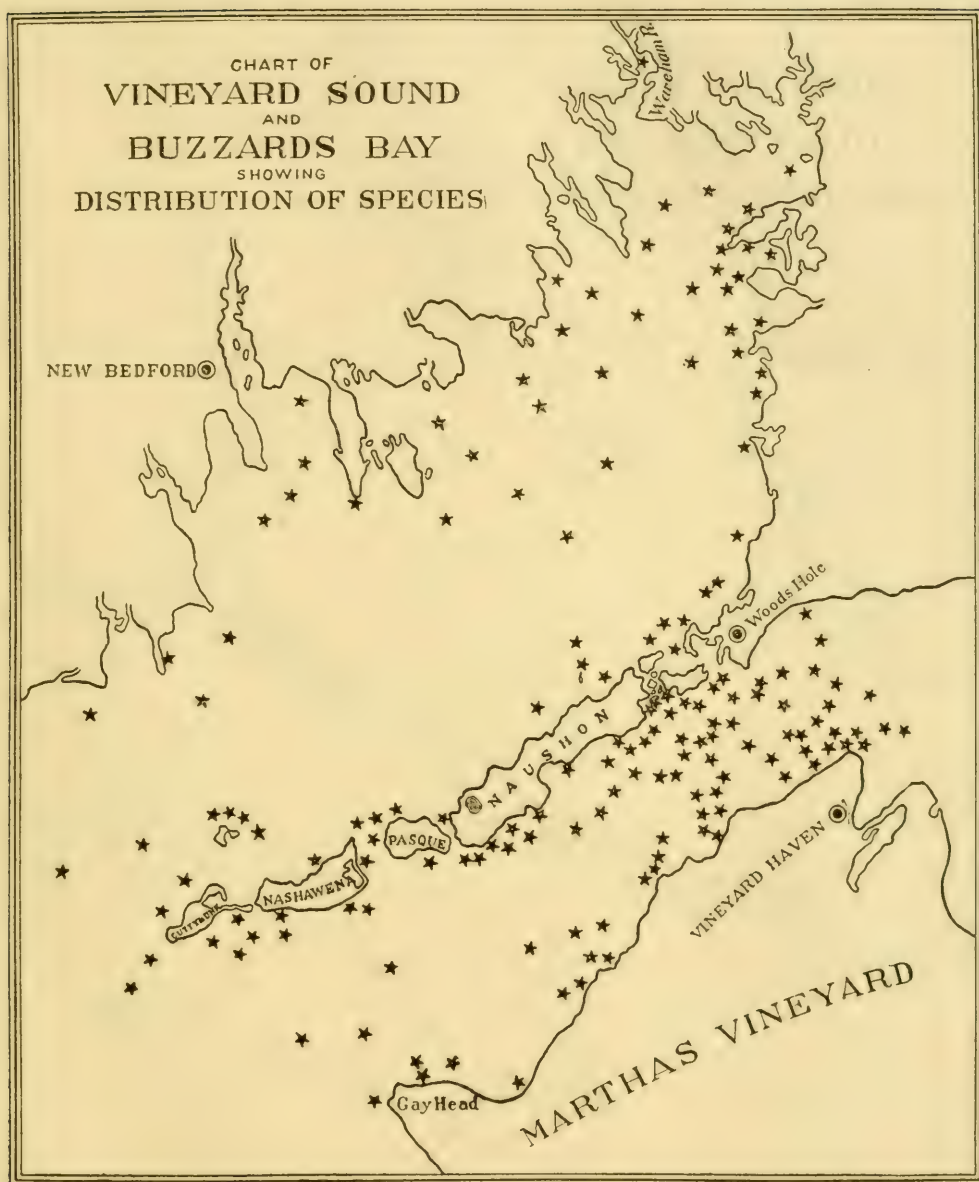 CHART OF
VINEYARD SOUND
AND
BUZZARDS BAY
SHOWING
DISTRIBUTION OF SPECIES
Wareham R.
NEW BEDFORD
Woods Hole
NAUSHON
PASQUE
NASHAWENA
CUTTYHUNK
VINEYARD HAVEN
MARTHAS VINEYARD
Gay Head